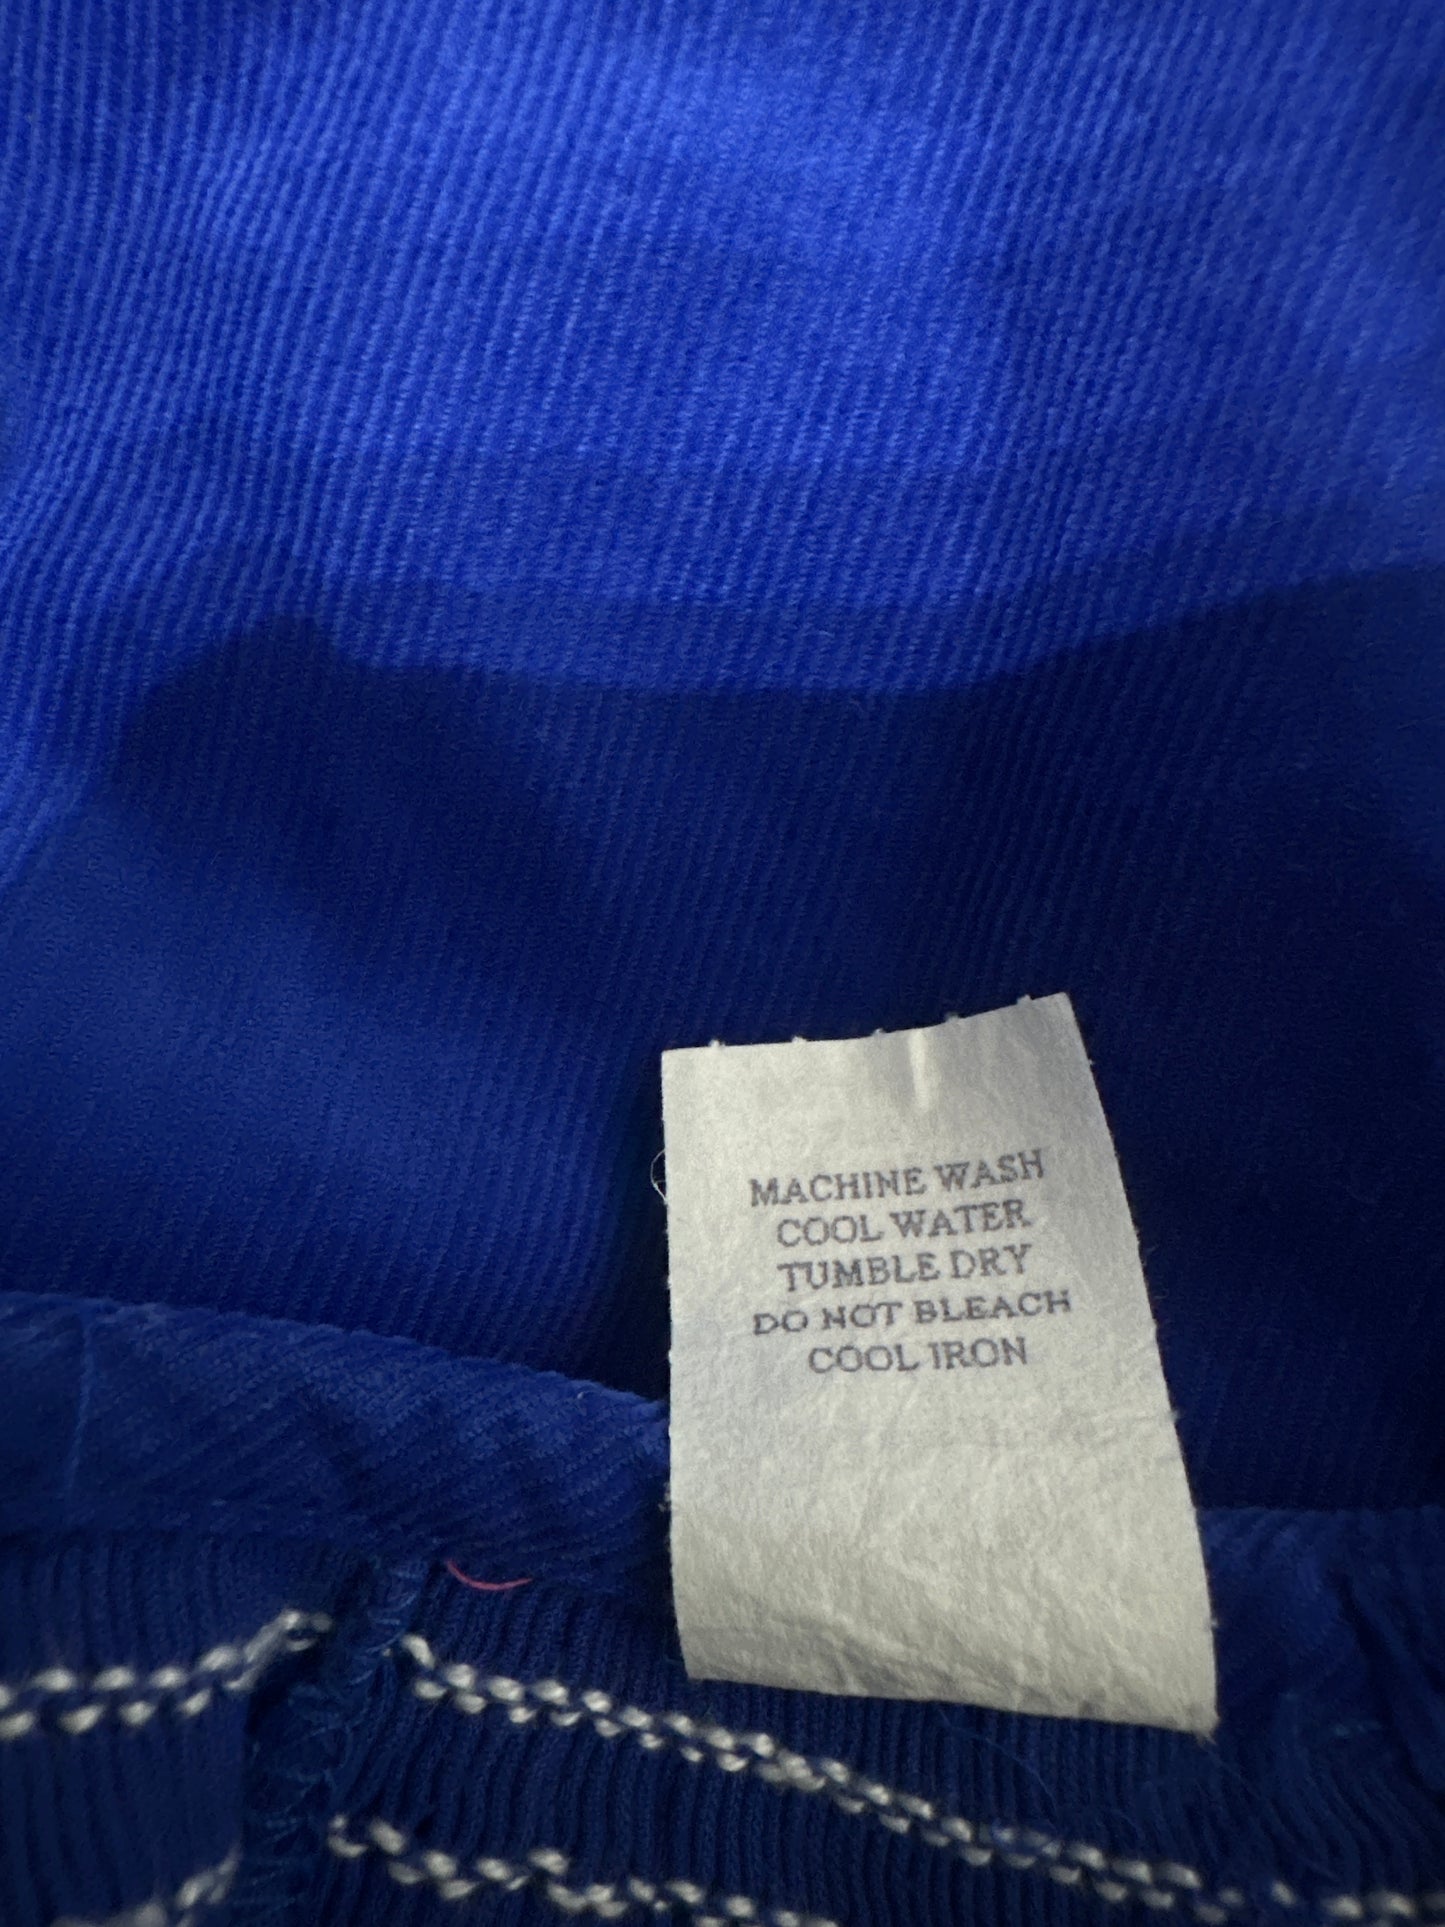 MACHINE WASH
COOL WATER
TUMBLE DRY
DO NOT BLEACH
COOL IRON